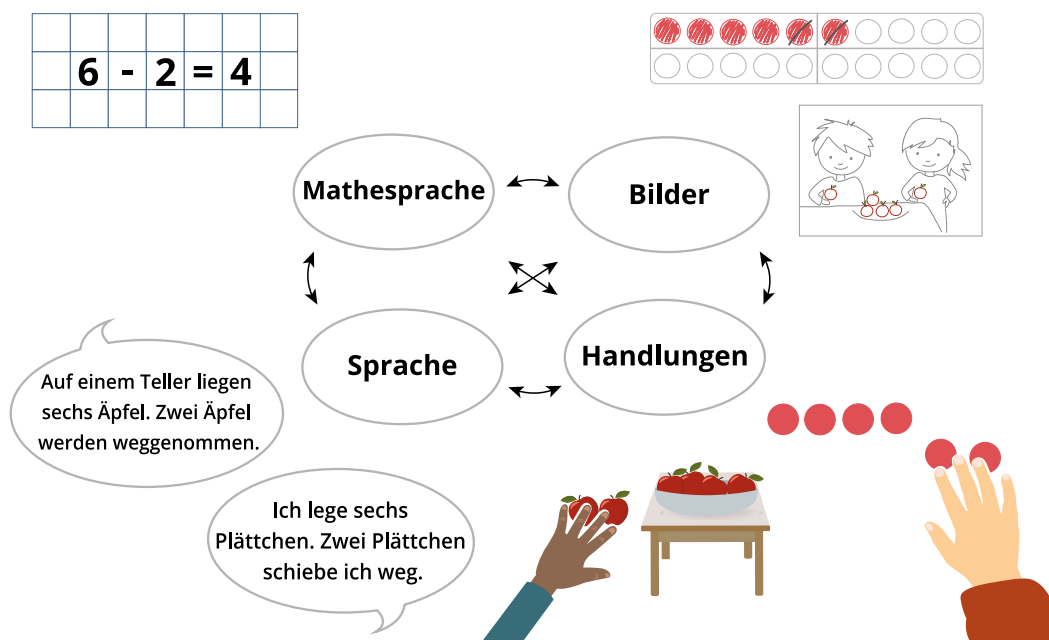 6 - 2 = 4
Mathesprache
Bilder
Sprache
Handlungen
Auf einem Teller liegen
sechs Äpfel. Zwei Äpfel
werden weggenommen.
Ich lege sechs
Plättchen. Zwei Plättchen
schiebe ich weg.